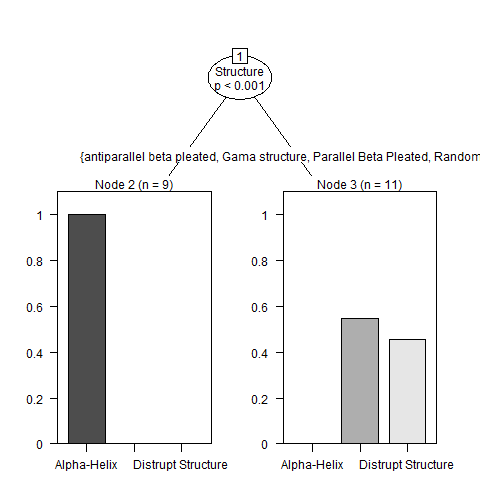 1
Structure
p < 0.001
{antiparallel beta pleated, Gama structure, Parallel Beta Pleated, Random
Node 2 (n = 9)
Node 3 (n = 11)
1
0.8
0.6
0.4
0.2
0
Alpha-Helix
Distrupt Structure
1
0.8
0.6
0.4
0.2
0
Alpha-Helix
Distrupt Structure